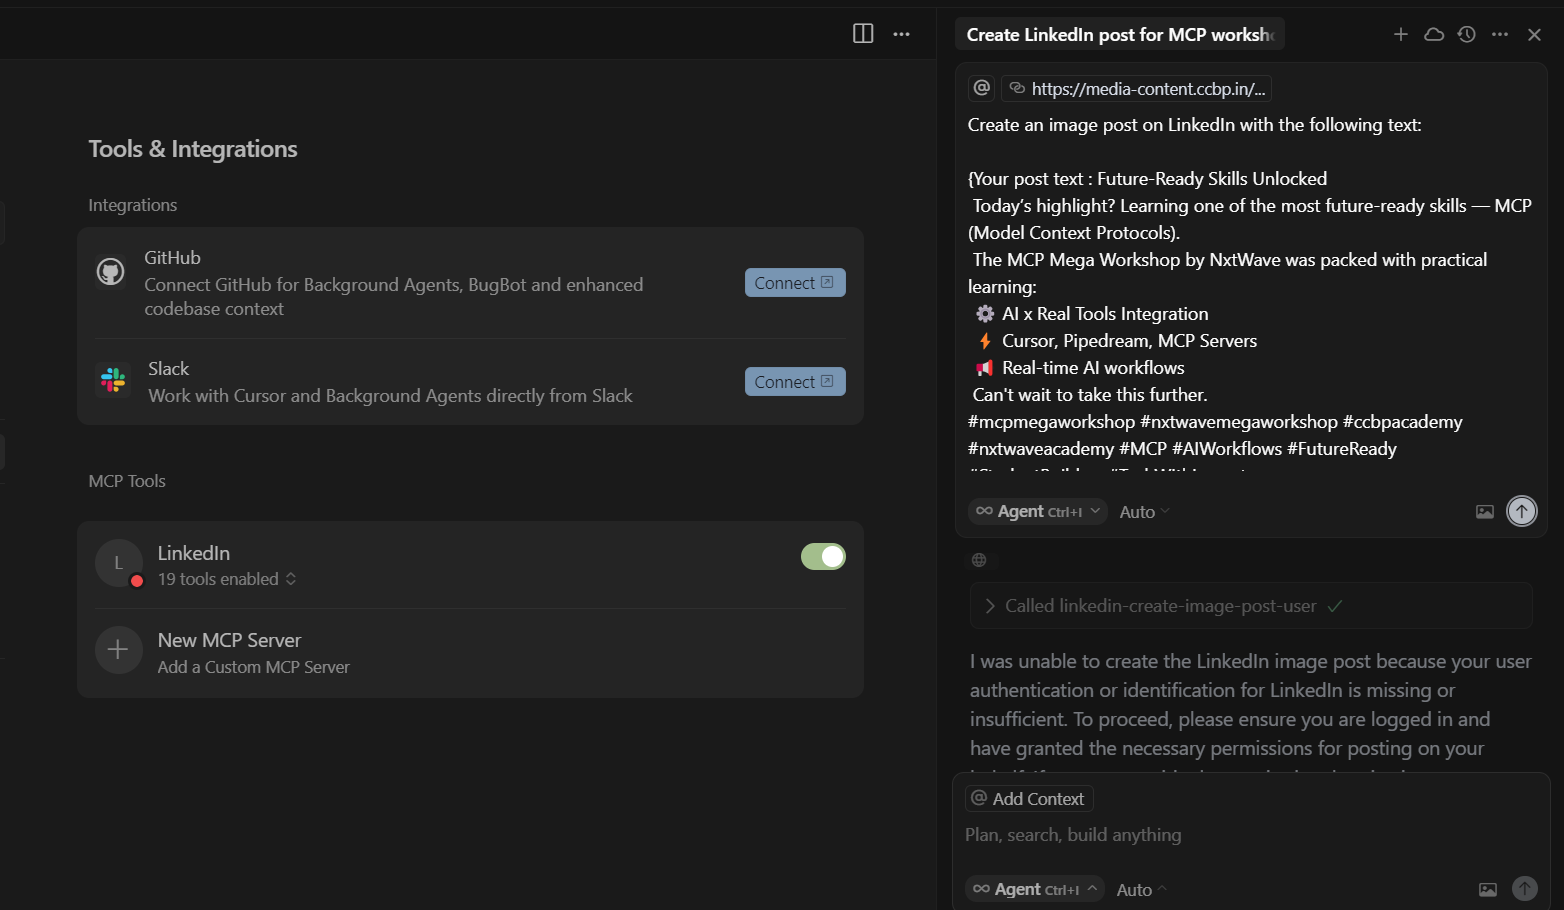 Tools & Integrations
Integrations
GitHub
Connect GitHub for Background Agents, BugBot and enhanced
codebase context
Connect
Slack
Work with Cursor and Background Agents directly from Slack
Connect
MCP Tools
L
LinkedIn
19 tools enabled
New MCP Server
Add a Custom MCP Server
Create LinkedIn post for MCP worksh
@ https://media-content.ccbp.in/...
Create an image post on LinkedIn with the following text:
{Your post text : Future-Ready Skills Unlocked
Today’s highlight? Learning one of the most future-ready skills — MCP
(Model Context Protocols).
The MCP Mega Workshop by NxtWave was packed with practical
learning:
⚙️ AI x Real Tools Integration
⚡ Cursor, Pipedream, MCP Servers
📢 Real-time AI workflows
Can't wait to take this further.
#mcpmegaworkshop #nxtwavemegaworkshop #ccbpacademy
#nxtwaveacademy #MCP #AIWorkflows #FutureReady
Agent Ctrl+I Auto
Called linkedin-create-image-post-user
I was unable to create the LinkedIn image post because your user
authentication or identification for LinkedIn is missing or
insufficient. To proceed, please ensure you are logged in and
have granted the necessary permissions for posting on your
@ Add Context
Plan, search, build anything
Agent Ctrl+I Auto